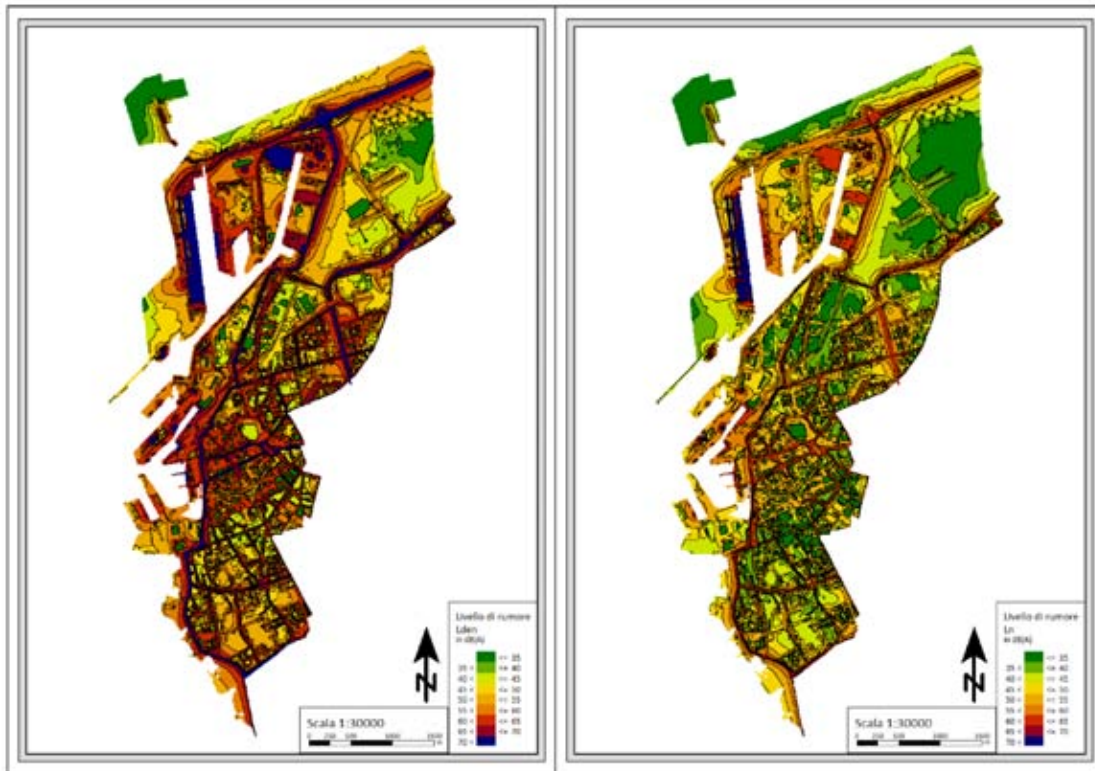 Livello di rumore
Lden
in dB(A)
<= 35
35 < <= 40
40 < <= 45
45 < <= 50
50 < <= 55
55 < <= 60
60 < <= 65
65 < <= 70
70 <
Scala 1:30000
Livello di rumore
Ln
in dB(A)
<= 35
35 < <= 40
40 < <= 45
45 < <= 50
50 < <= 55
55 < <= 60
60 < <= 65
65 < <= 70
70 <
Scala 1:30000